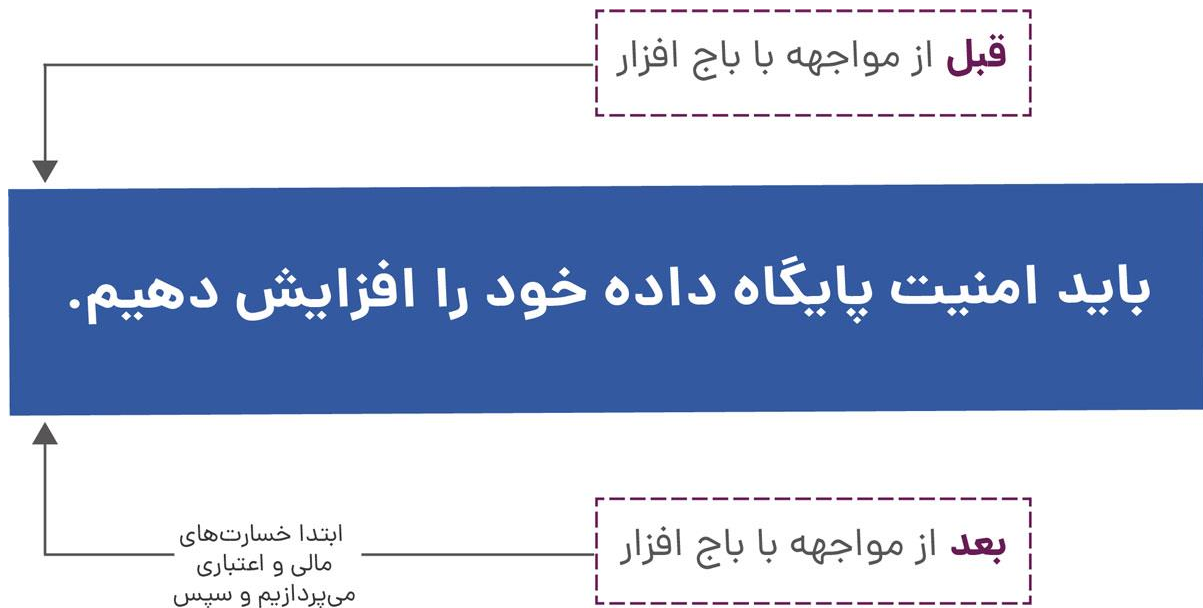 قبل از مواجهه با باج افزار
باید امنیت پایگاه داده خود را افزایش دهیم.
بعد از مواجهه با باج افزار
ابتدا خسارت‌های
مالی و اعتباری
می‌پردازیم و سپس